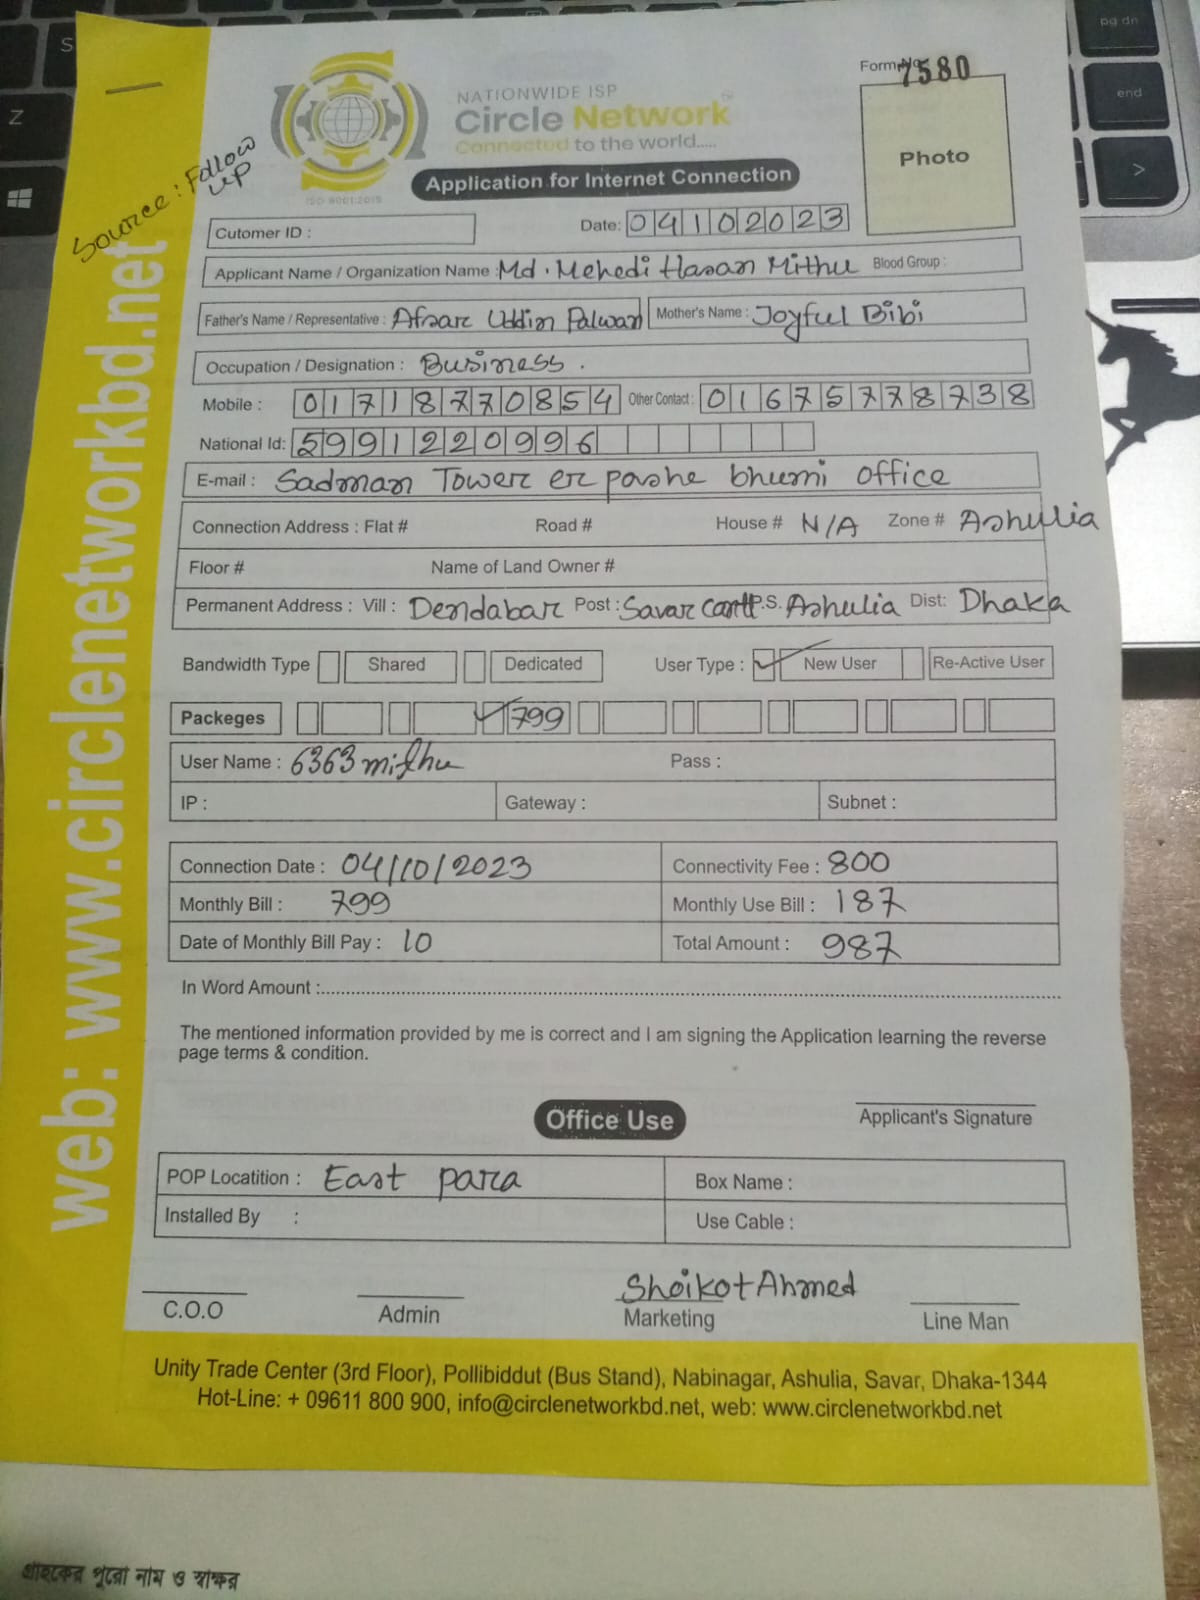 Form No. 7580
NATIONWIDE ISP
Circle Network
Connected to the world.....
ISO 9001:2015
Application for Internet Connection
Photo
Source : Follow
up
Cutomer ID :
Date: 04102023
Applicant Name / Organization Name : Md. Mehedi Hasan Mithu Blood Group :
Father's Name / Representative : Afsar Uddin Palwan Mother's Name : Joyful Bibi
Occupation / Designation : Business .
Mobile : 01718770854 Other Contact : 01675778738
National Id: 5991220996
E-mail : Sadman Tower er pashe bhumi office
Connection Address : Flat # Road # House # N/A Zone # Ashulia
Floor # Name of Land Owner #
Permanent Address : Vill : Dendabar Post : Savar cantt P.S. Ashulia Dist: Dhaka
Bandwidth Type Shared Dedicated User Type : New User Re-Active User
Packeges 799
User Name : 6363mithu Pass :
IP : Gateway : Subnet :
Connection Date : 04/10/2023 Connectivity Fee : 800
Monthly Bill : 799 Monthly Use Bill : 187
Date of Monthly Bill Pay : 10 Total Amount : 987
In Word Amount :
The mentioned information provided by me is correct and I am signing the Application learning the reverse
page terms & condition.
Applicant's Signature
Office Use
POP Locatition : East para Box Name :
Installed By : Use Cable :
Shoikot Ahmed
C.O.O Admin Marketing Line Man
Unity Trade Center (3rd Floor), Pollibiddut (Bus Stand), Nabinagar, Ashulia, Savar, Dhaka-1344
Hot-Line: + 09611 800 900, info@circlenetworkbd.net, web: www.circlenetworkbd.net
web: www.circlenetworkbd.net
গ্রাহকের পুরো নাম ও স্বাক্ষর
pg dn
end
>
S
Z